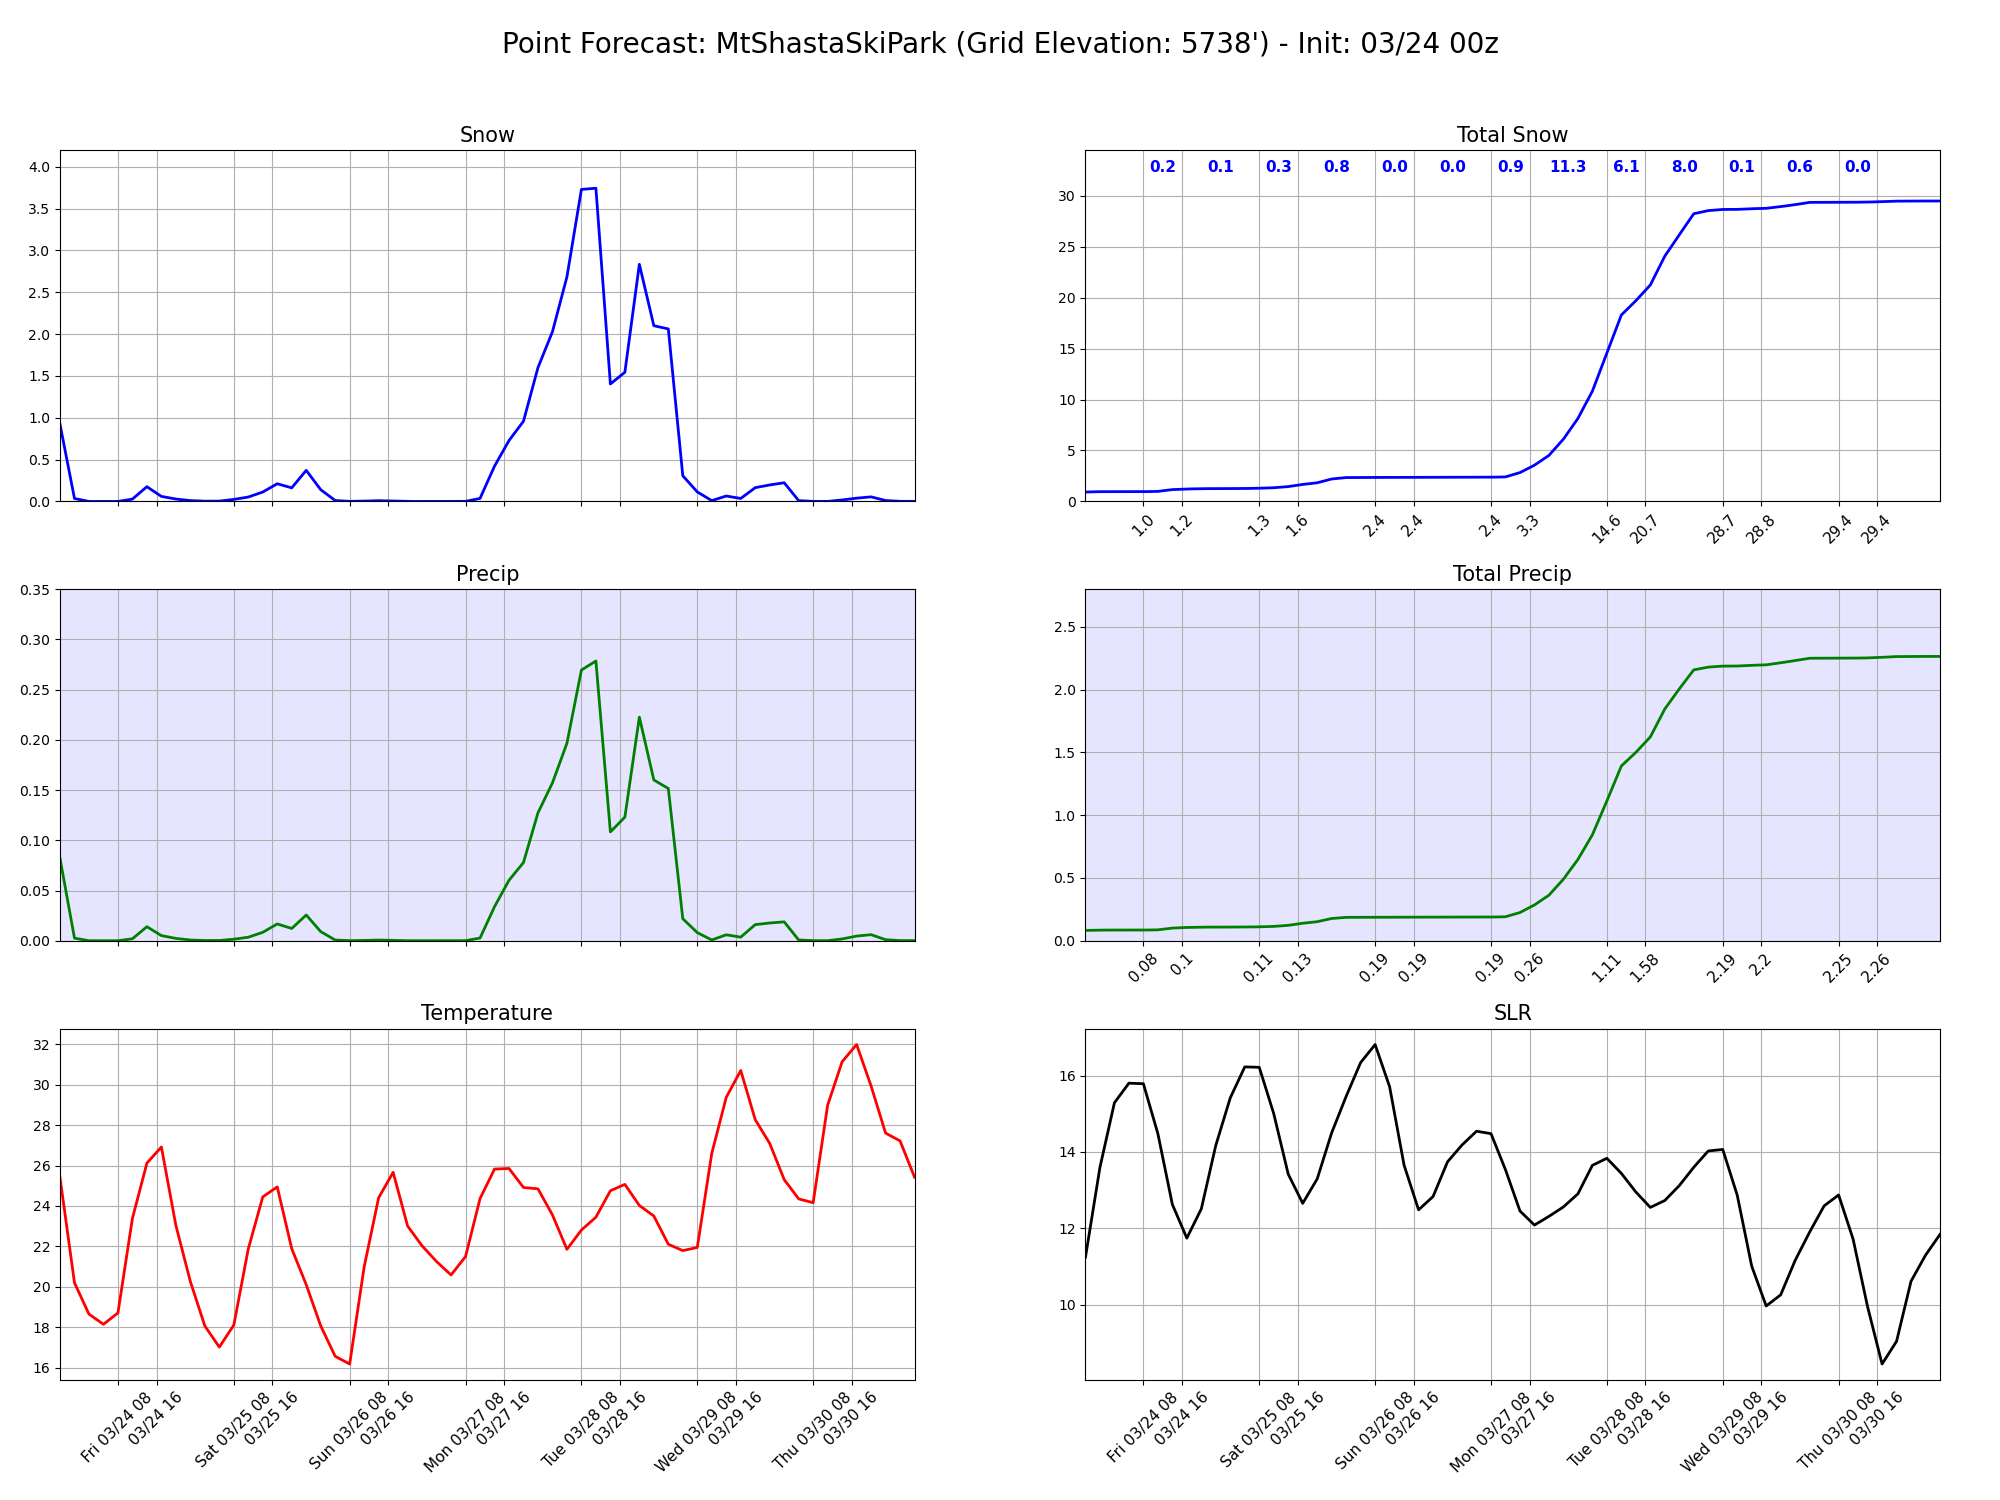 Point Forecast: MtShastaSkiPark (Grid Elevation: 5738') - Init: 03/24 00z
Snow
4.0
3.5
3.0
2.5
2.0
1.5
1.0
0.5
0.0
Total Snow
0.2 0.1 0.3 0.8 0.0 0.0 0.9 11.3 6.1 8.0 0.1 0.6 0.0
30
25
20
15
10
5
0
1.0 1.2 1.3 1.6 2.4 2.4 2.4 3.3 14.6 20.7 28.7 28.8 29.4 29.4
Precip
0.35
0.30
0.25
0.20
0.15
0.10
0.05
0.00
Total Precip
2.5
2.0
1.5
1.0
0.5
0.0
0.08 0.1 0.11 0.13 0.19 0.19 0.19 0.26 1.11 1.58 2.19 2.2 2.25 2.26
Temperature
32
30
28
26
24
22
20
18
16
Fri 03/24 08
03/24 16
Sat 03/25 08
03/25 16
Sun 03/26 08
03/26 16
Mon 03/27 08
03/27 16
Tue 03/28 08
03/28 16
Wed 03/29 08
03/29 16
Thu 03/30 08
03/30 16
SLR
16
14
12
10
Fri 03/24 08
03/24 16
Sat 03/25 08
03/25 16
Sun 03/26 08
03/26 16
Mon 03/27 08
03/27 16
Tue 03/28 08
03/28 16
Wed 03/29 08
03/29 16
Thu 03/30 08
03/30 16